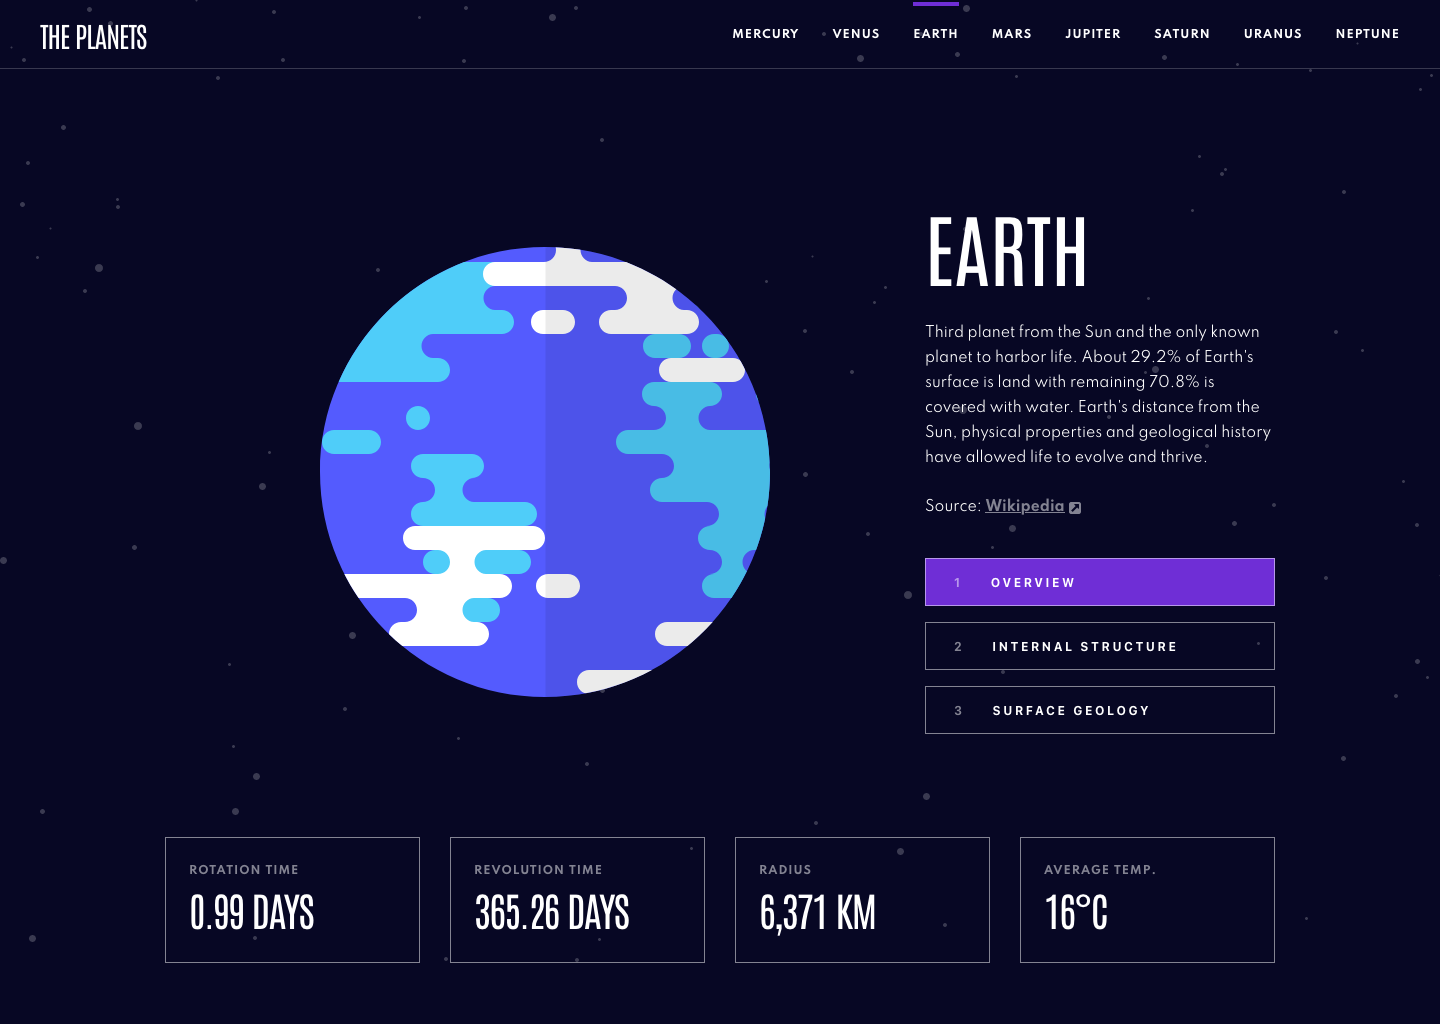 THE PLANETS
MERCURY VENUS EARTH MARS JUPITER SATURN URANUS NEPTUNE
EARTH
Third planet from the Sun and the only known
planet to harbor life. About 29.2% of Earth's
surface is land with remaining 70.8% is
covered with water. Earth's distance from the
Sun, physical properties and geological history
have allowed life to evolve and thrive.
Source: Wikipedia
1 OVERVIEW
2 INTERNAL STRUCTURE
3 SURFACE GEOLOGY
ROTATION TIME
0.99 DAYS
REVOLUTION TIME
365.26 DAYS
RADIUS
6,371 KM
AVERAGE TEMP.
16°C